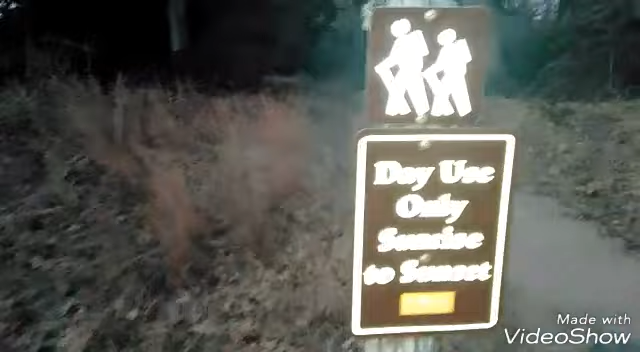 Day Use
Only
Sunrise
to Sunset
Made with
VideoShow